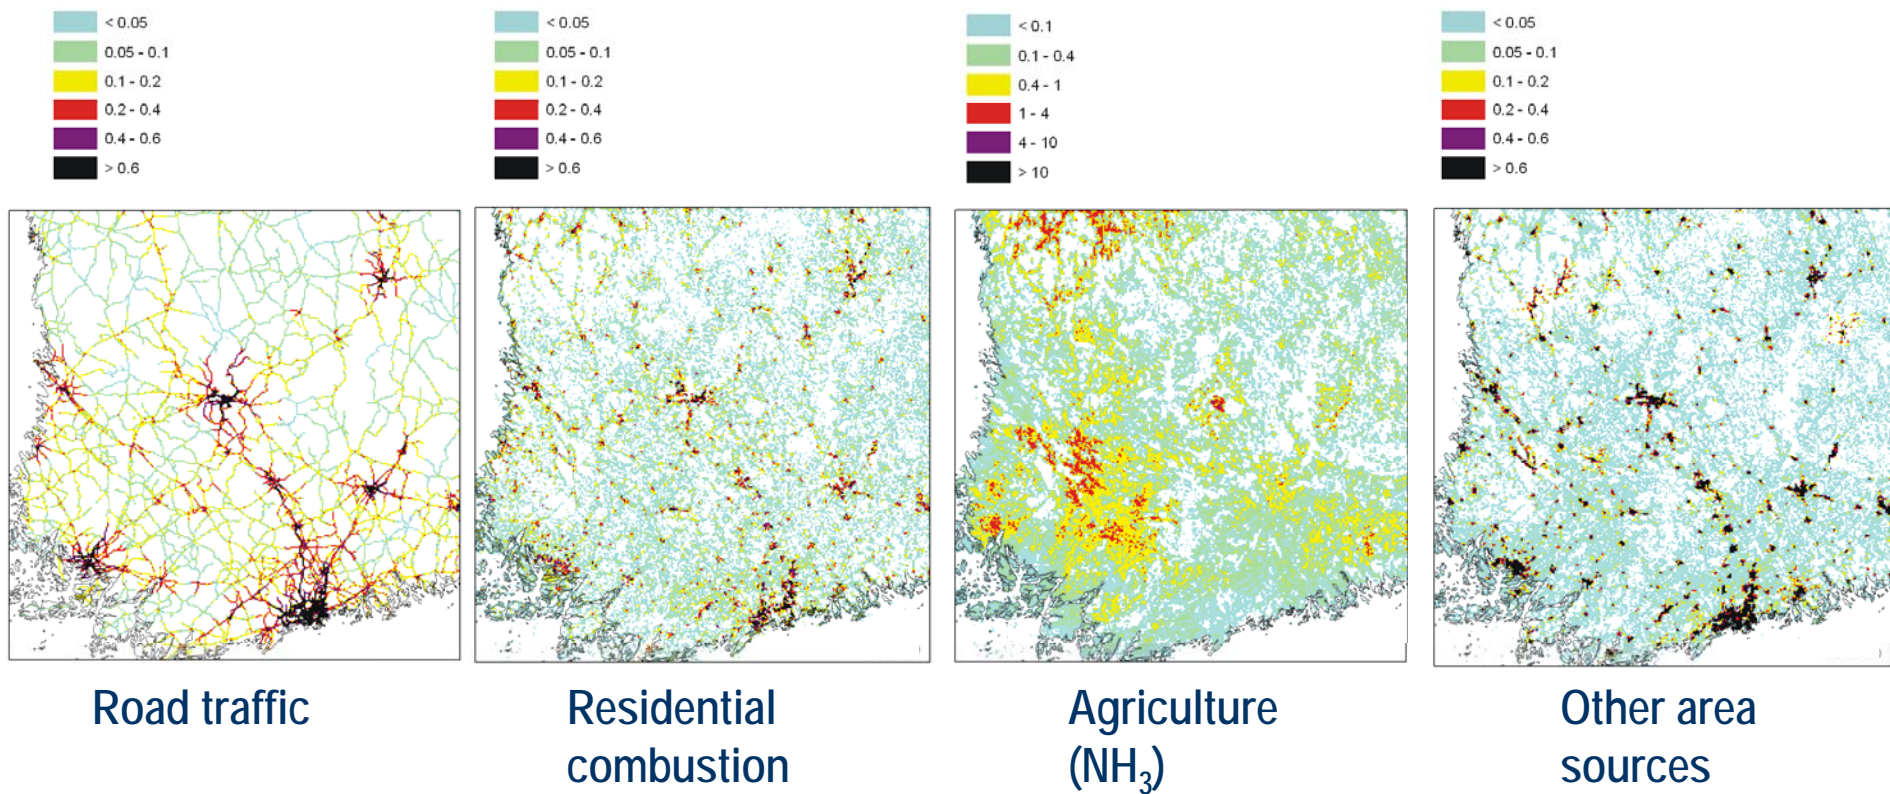 < 0.05
0.05 - 0.1
0.1 - 0.2
0.2 - 0.4
0.4 - 0.6
> 0.6
< 0.05
0.05 - 0.1
0.1 - 0.2
0.2 - 0.4
0.4 - 0.6
> 0.6
< 0.1
0.1 - 0.4
0.4 - 1
1 - 4
4 - 10
> 10
< 0.05
0.05 - 0.1
0.1 - 0.2
0.2 - 0.4
0.4 - 0.6
> 0.6
Road traffic
Residential
combustion
Agriculture
(NH₃)
Other area
sources